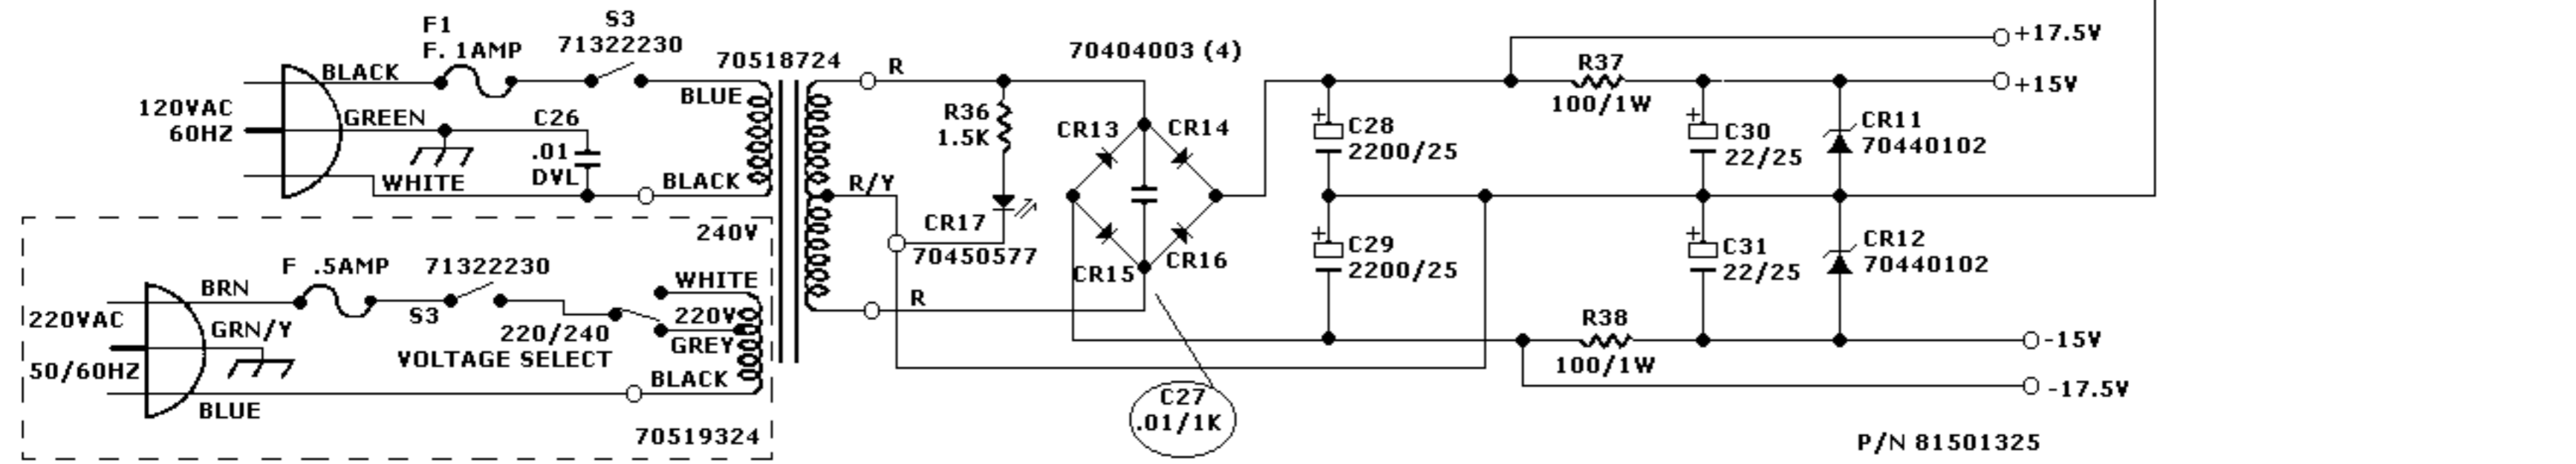 F1
F. 1AMP
S3
71322230
BLACK
120VAC
60HZ
GREEN
C26
.01
DVL
WHITE
BLACK
BLUE
70518724
R
R/Y
R
R36
1.5K
CR17
70450577
70404003 (4)
CR13
CR14
CR15
CR16
C27
.01/1K
C28
2200/25
C29
2200/25
R37
100/1W
R38
100/1W
C30
22/25
C31
22/25
CR11
70440102
CR12
70440102
+17.5V
+15V
-15V
-17.5V
P/N 81501325
240V
F .5AMP
71322230
WHITE
BRN
220VAC
GRN/Y
50/60HZ
S3
220/240
VOLTAGE SELECT
220V
GREY
BLACK
BLUE
70519324